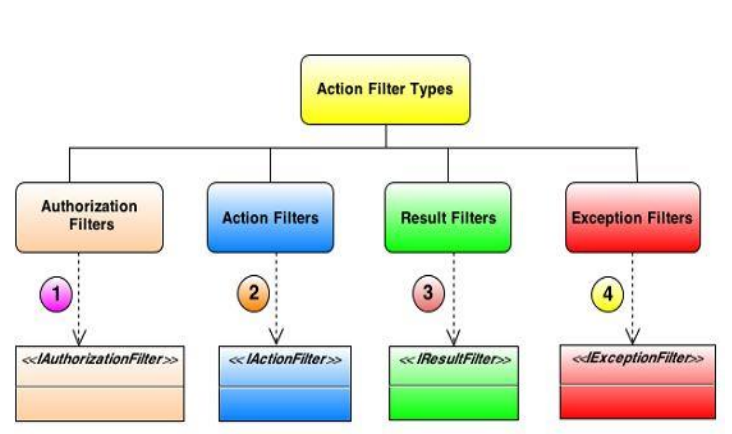 Action Filter Types
Authorization
Filters
Action Filters
Result Filters
Exception Filters
1
2
3
4
<<IAuthorizationFilter>>
<< IActionFilter>>
<< IResultFilter>>
<<IExceptionFilter>>